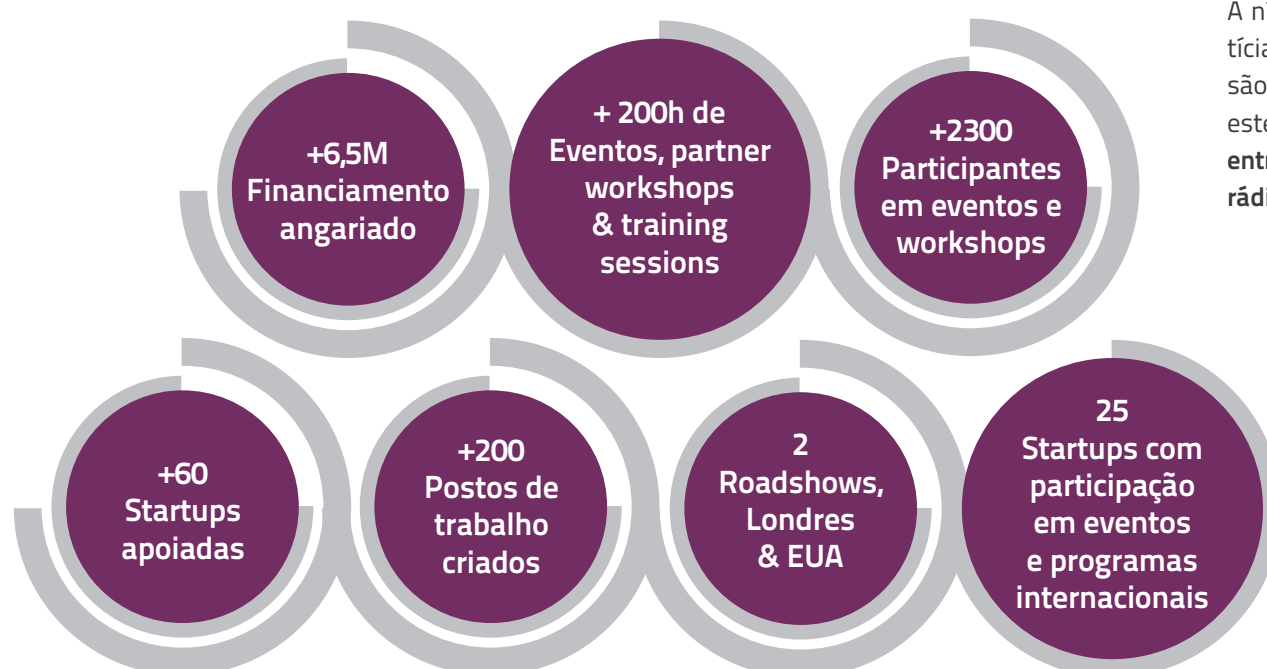 +6,5M
Financiamento
angariado
+ 200h de
Eventos, partner
workshops
& training
sessions
+2300
Participantes
em eventos e
workshops
+60
Startups
apoiadas
+200
Postos de
trabalho
criados
2
Roadshows,
Londres
& EUA
25
Startups com
participação
em eventos
e programas
internacionais
são